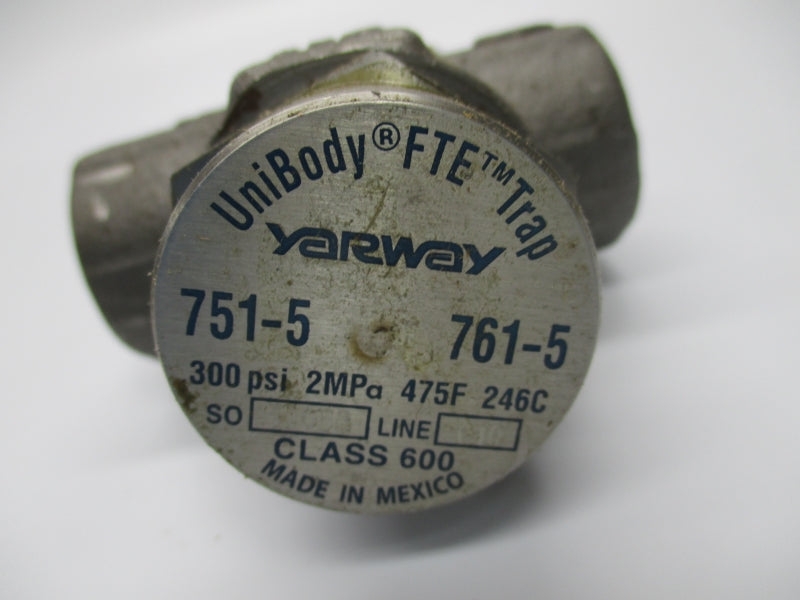 UniBody® FTE™ Trap
YARWAY
751-5 761-5
300 psi 2MPa 475F 246C
SO LINE
CLASS 600
MADE IN MEXICO